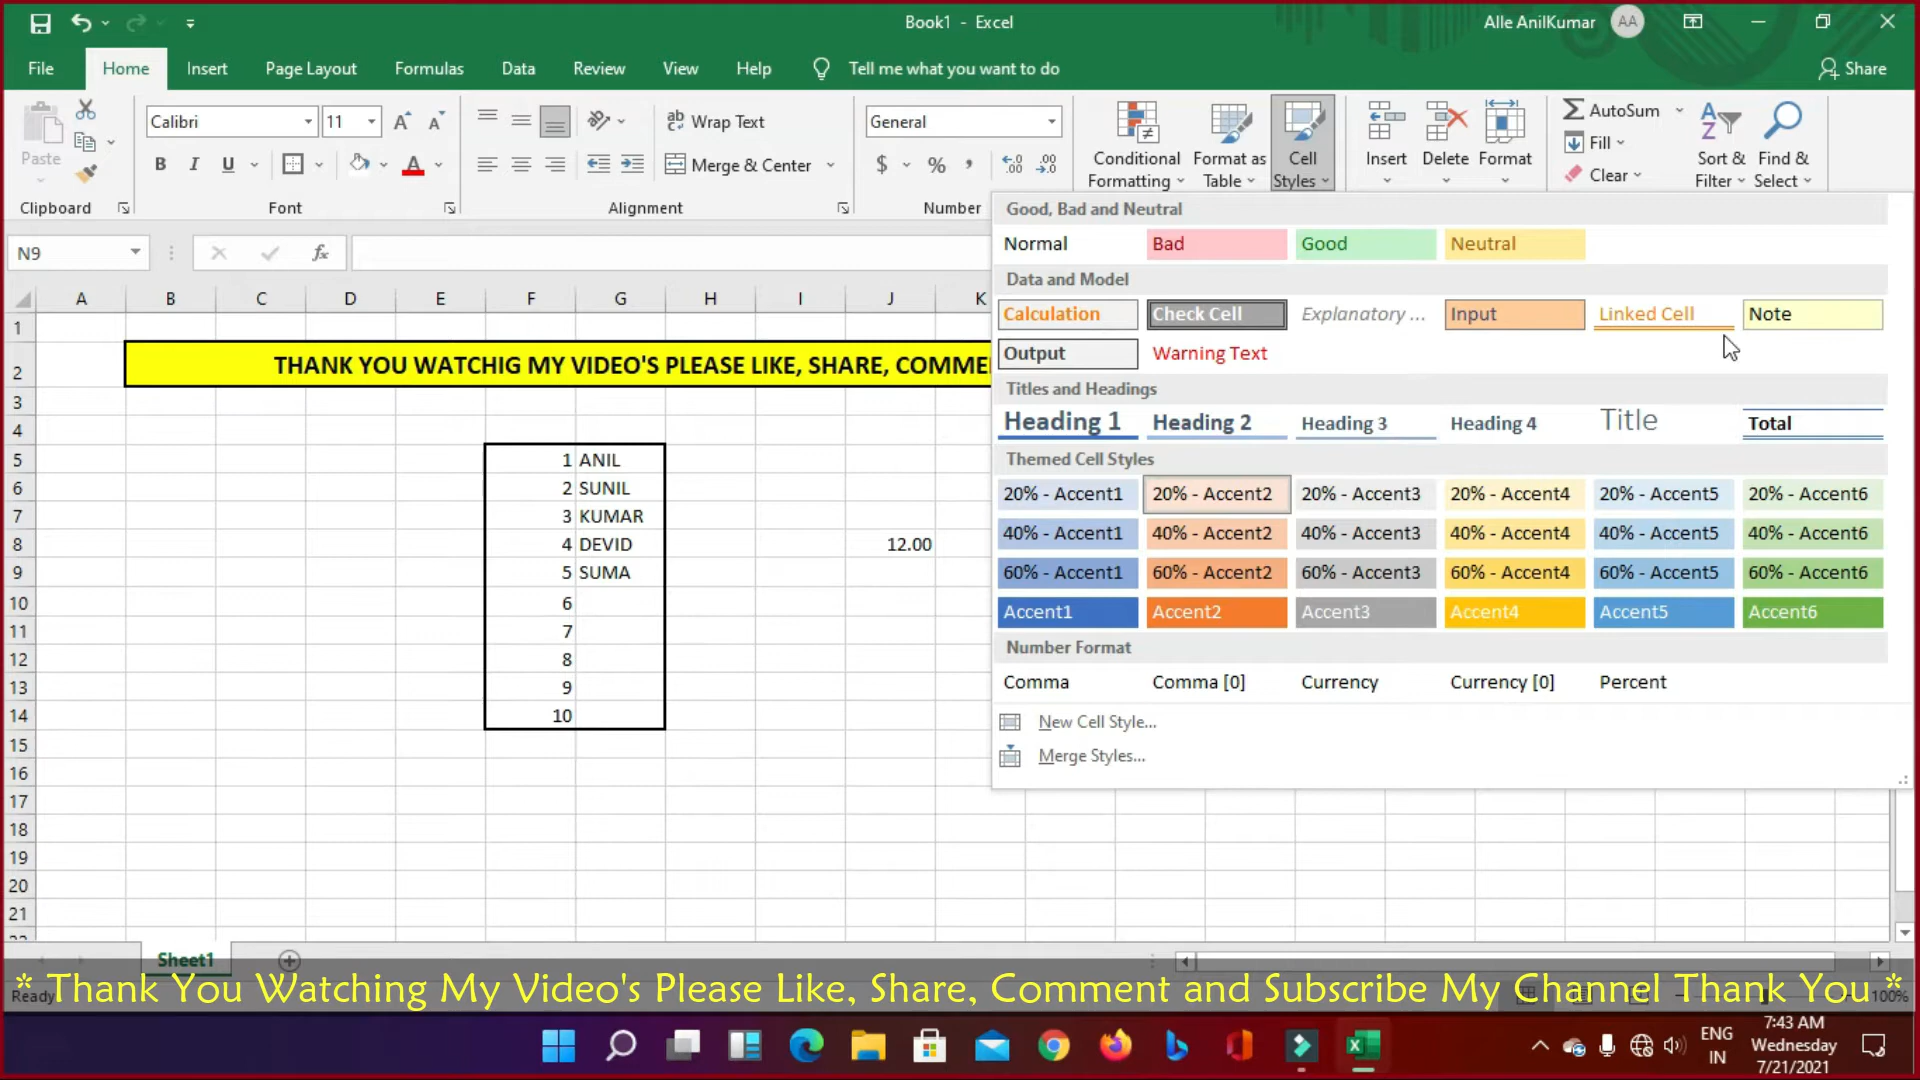 Book1 - Excel
Alle AnilKumar AA
File Home Insert Page Layout Formulas Data Review View Help Tell me what you want to do Share
Paste
Calibri 11
Wrap Text
General
Conditional Formatting
Format as Table
Cell Styles
Insert Delete Format
AutoSum
Fill
Clear
Sort & Filter
Find & Select
B I U
Merge & Center
$ % ,
Clipboard Font Alignment Number
N9 fx
Good, Bad and Neutral
Normal Bad Good Neutral
Data and Model
Calculation Check Cell Explanatory ... Input Linked Cell Note
Output Warning Text
Titles and Headings
Heading 1 Heading 2 Heading 3 Heading 4 Title Total
Themed Cell Styles
20% - Accent1 20% - Accent2 20% - Accent3 20% - Accent4 20% - Accent5 20% - Accent6
40% - Accent1 40% - Accent2 40% - Accent3 40% - Accent4 40% - Accent5 40% - Accent6
60% - Accent1 60% - Accent2 60% - Accent3 60% - Accent4 60% - Accent5 60% - Accent6
Accent1 Accent2 Accent3 Accent4 Accent5 Accent6
Number Format
Comma Comma [0] Currency Currency [0] Percent
New Cell Style...
Merge Styles...
A B C D E F G H I J K
1
2 THANK YOU WATCHIG MY VIDEO'S PLEASE LIKE, SHARE, COMME
3
4
5 1 ANIL
6 2 SUNIL
7 3 KUMAR
8 4 DEVID 12.00
9 5 SUMA
10 6
11 7
12 8
13 9
14 10
15
16
17
18
19
20
21
Sheet1
Ready 100%
* Thank You Watching My Video's Please Like, Share, Comment and Subscribe My Channel Thank You *
ENG IN
7:43 AM
Wednesday
7/21/2021